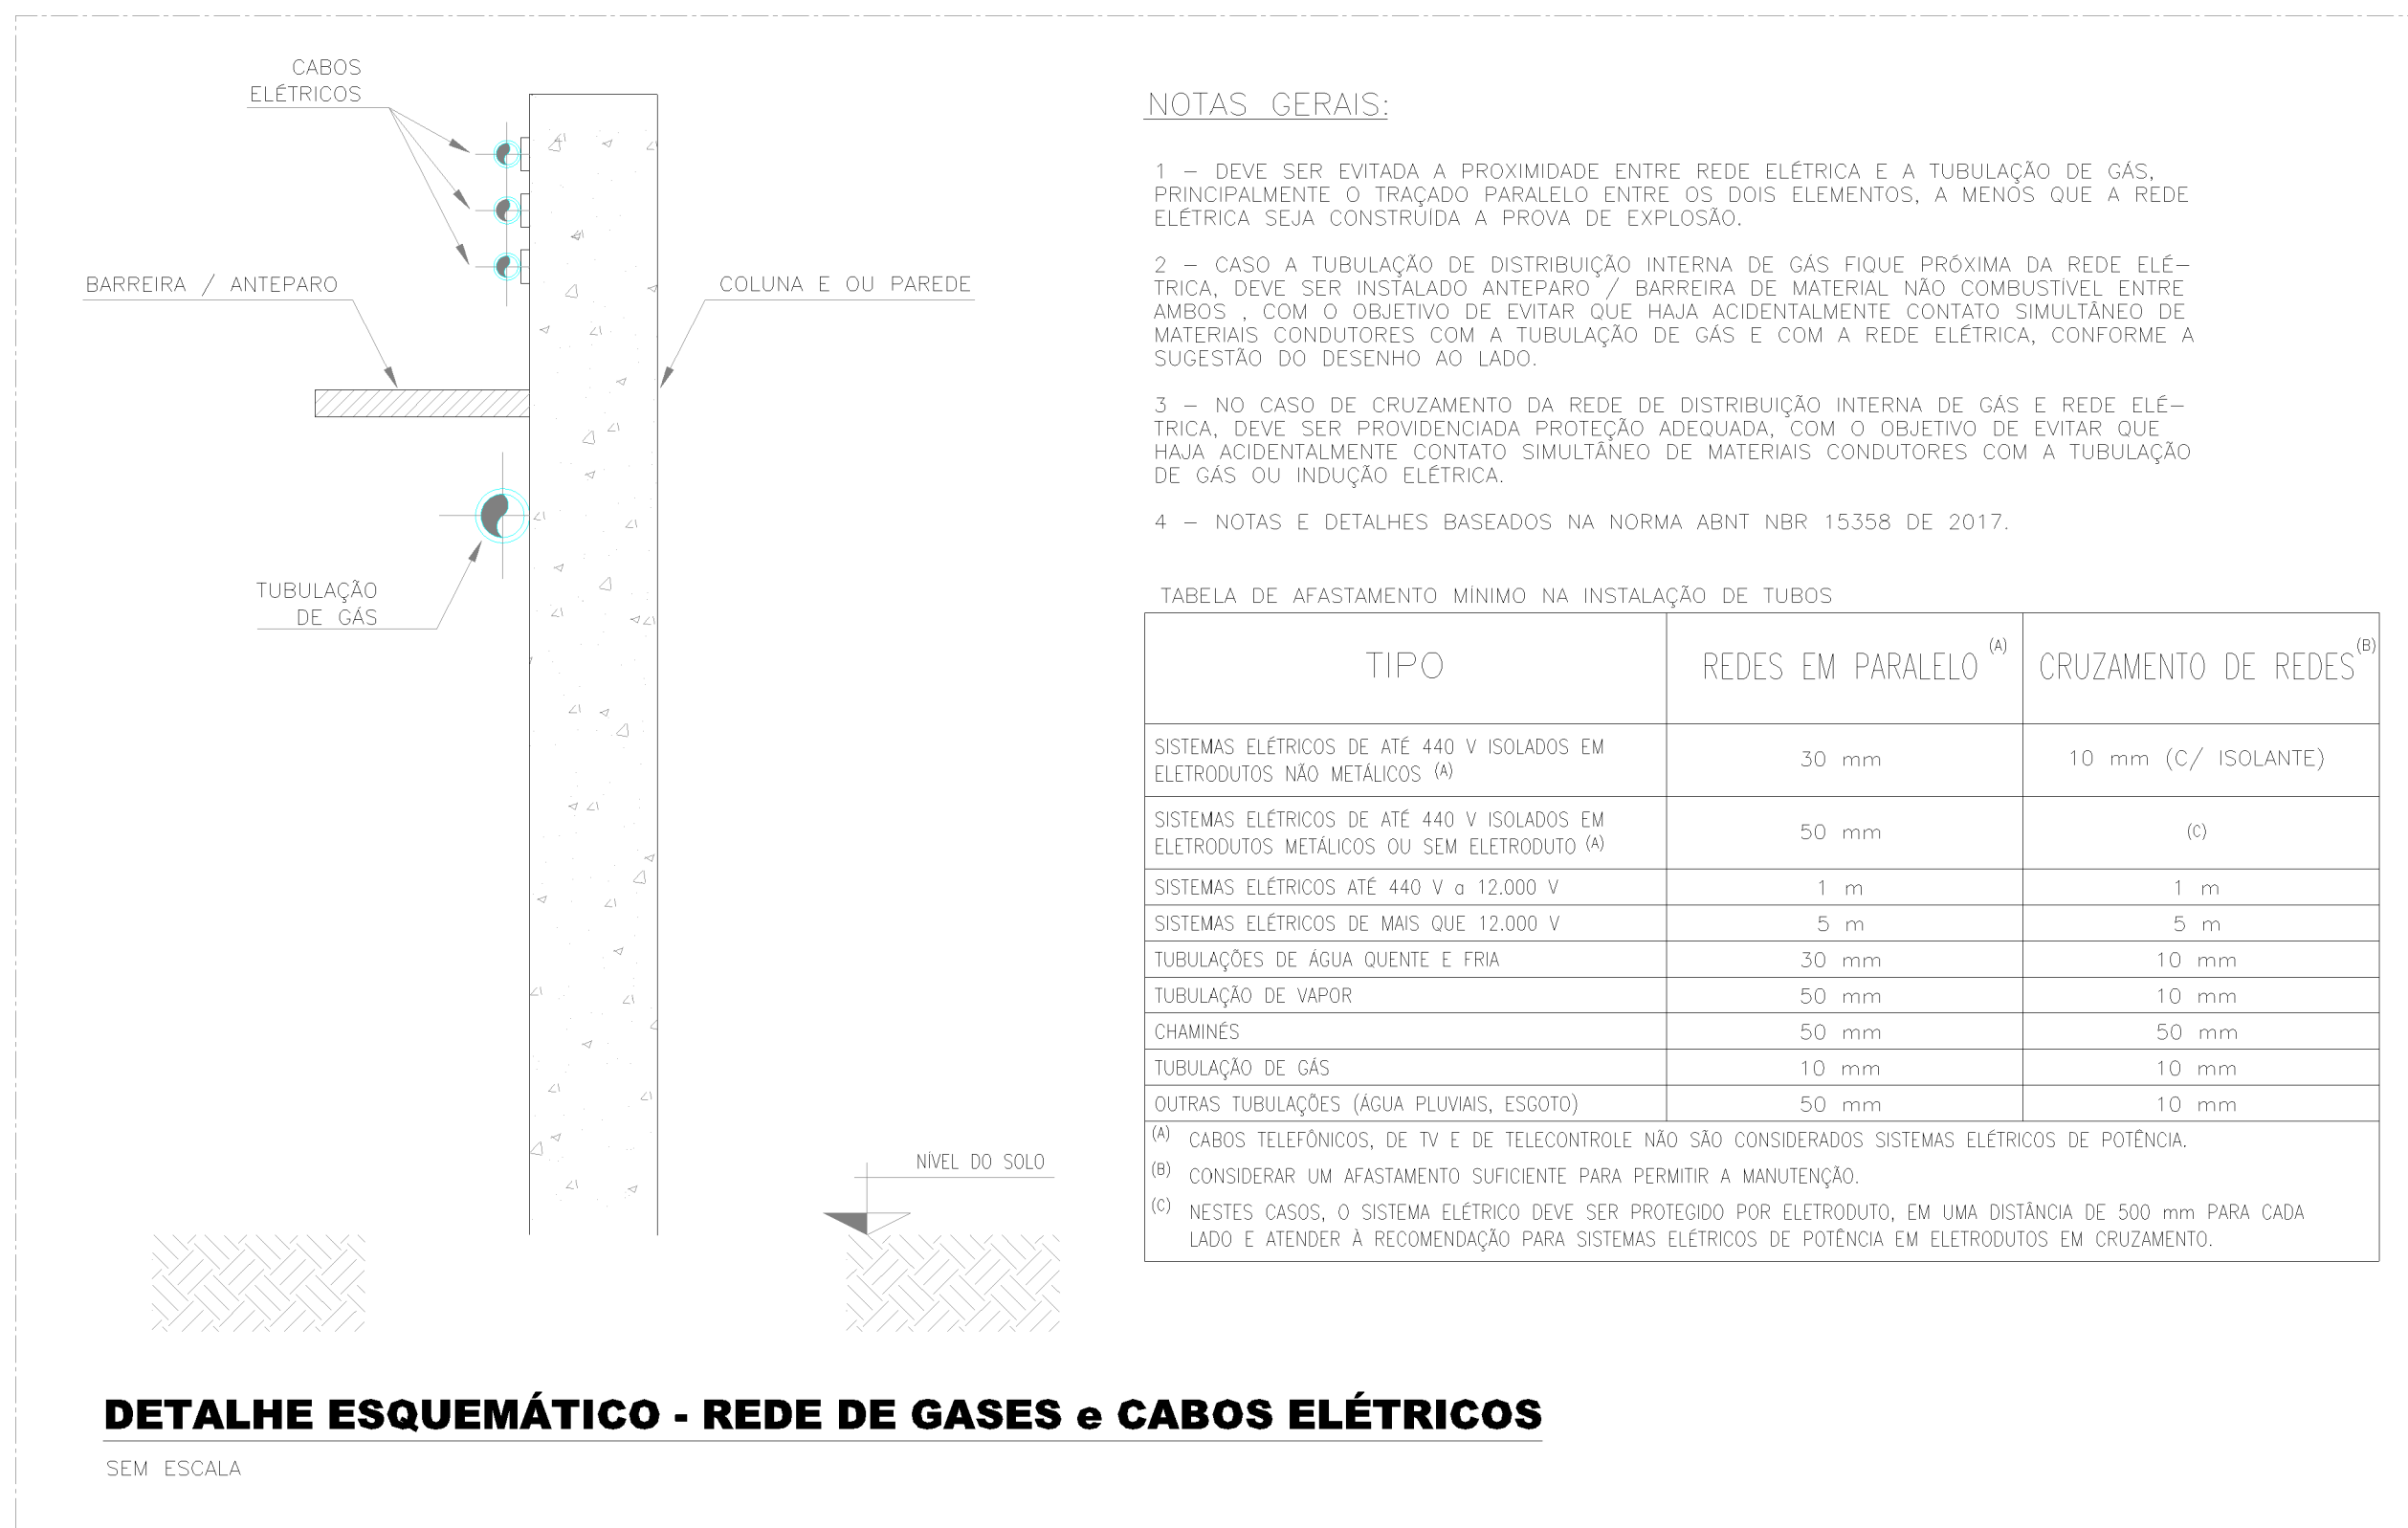 CABOS
ELÉTRICOS
BARREIRA / ANTEPARO
COLUNA E OU PAREDE
TUBULAÇÃO
DE GÁS
NÍVEL DO SOLO
NOTAS GERAIS:
1 – DEVE SER EVITADA A PROXIMIDADE ENTRE REDE ELÉTRICA E A TUBULAÇÃO DE GÁS,
PRINCIPALMENTE O TRAÇADO PARALELO ENTRE OS DOIS ELEMENTOS, A MENOS QUE A REDE
ELÉTRICA SEJA CONSTRUÍDA A PROVA DE EXPLOSÃO.
2 – CASO A TUBULAÇÃO DE DISTRIBUIÇÃO INTERNA DE GÁS FIQUE PRÓXIMA DA REDE ELÉ–
TRICA, DEVE SER INSTALADO ANTEPARO / BARREIRA DE MATERIAL NÃO COMBUSTÍVEL ENTRE
AMBOS , COM O OBJETIVO DE EVITAR QUE HAJA ACIDENTALMENTE CONTATO SIMULTÂNEO DE
MATERIAIS CONDUTORES COM A TUBULAÇÃO DE GÁS E COM A REDE ELÉTRICA, CONFORME A
SUGESTÃO DO DESENHO AO LADO.
3 – NO CASO DE CRUZAMENTO DA REDE DE DISTRIBUIÇÃO INTERNA DE GÁS E REDE ELÉ–
TRICA, DEVE SER PROVIDENCIADA PROTEÇÃO ADEQUADA, COM O OBJETIVO DE EVITAR QUE
HAJA ACIDENTALMENTE CONTATO SIMULTÂNEO DE MATERIAIS CONDUTORES COM A TUBULAÇÃO
DE GÁS OU INDUÇÃO ELÉTRICA.
4 – NOTAS E DETALHES BASEADOS NA NORMA ABNT NBR 15358 DE 2017.
TABELA DE AFASTAMENTO MÍNIMO NA INSTALAÇÃO DE TUBOS
TIPO REDES EM PARALELO (A) CRUZAMENTO DE REDES (B)
SISTEMAS ELÉTRICOS DE ATÉ 440 V ISOLADOS EM
ELETRODUTOS NÃO METÁLICOS (A)
30 mm 10 mm (C/ ISOLANTE)
SISTEMAS ELÉTRICOS DE ATÉ 440 V ISOLADOS EM
ELETRODUTOS METÁLICOS OU SEM ELETRODUTO (A)
50 mm (C)
SISTEMAS ELÉTRICOS ATÉ 440 V a 12.000 V 1 m 1 m
SISTEMAS ELÉTRICOS DE MAIS QUE 12.000 V 5 m 5 m
TUBULAÇÕES DE ÁGUA QUENTE E FRIA 30 mm 10 mm
TUBULAÇÃO DE VAPOR 50 mm 10 mm
CHAMINÉS 50 mm 50 mm
TUBULAÇÃO DE GÁS 10 mm 10 mm
OUTRAS TUBULAÇÕES (ÁGUA PLUVIAIS, ESGOTO) 50 mm 10 mm
(A) CABOS TELEFÔNICOS, DE TV E DE TELECONTROLE NÃO SÃO CONSIDERADOS SISTEMAS ELÉTRICOS DE POTÊNCIA.
(B) CONSIDERAR UM AFASTAMENTO SUFICIENTE PARA PERMITIR A MANUTENÇÃO.
(C) NESTES CASOS, O SISTEMA ELÉTRICO DEVE SER PROTEGIDO POR ELETRODUTO, EM UMA DISTÂNCIA DE 500 mm PARA CADA
LADO E ATENDER À RECOMENDAÇÃO PARA SISTEMAS ELÉTRICOS DE POTÊNCIA EM ELETRODUTOS EM CRUZAMENTO.
DETALHE ESQUEMÁTICO - REDE DE GASES e CABOS ELÉTRICOS
SEM ESCALA